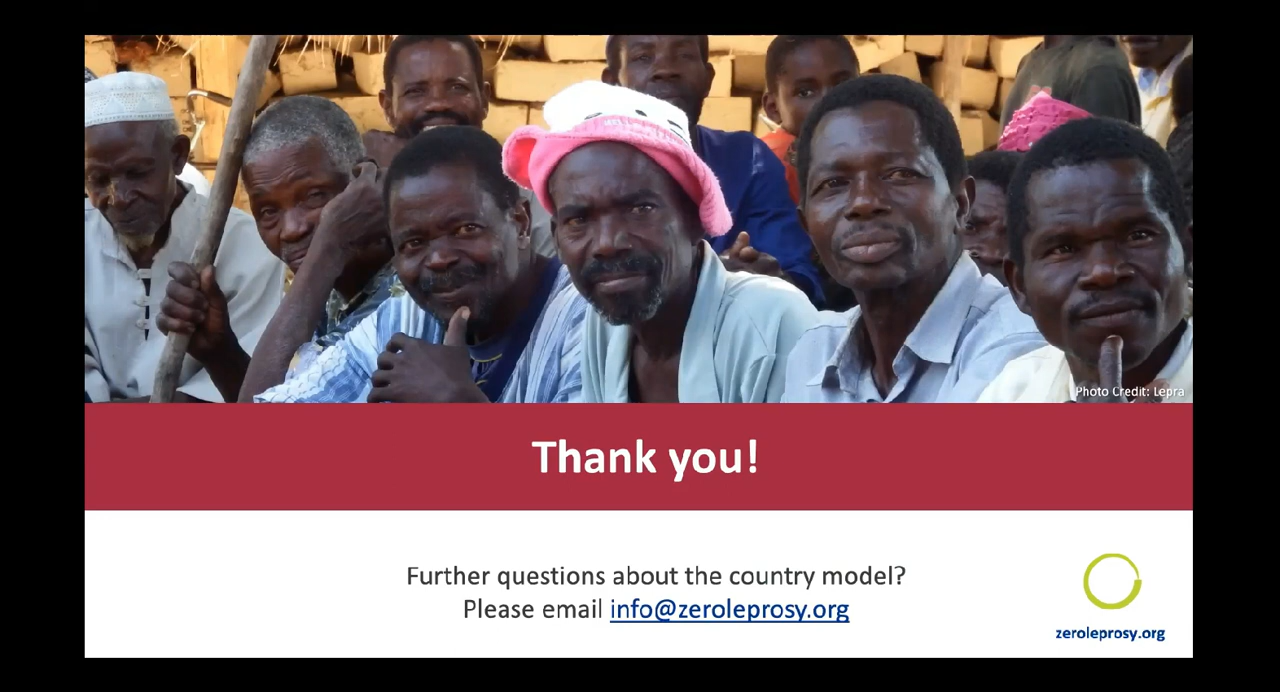 Photo Credit: Lepra
Thank you!
Further questions about the country model?
Please email info@zeroleprosy.org
zeroleprosy.org